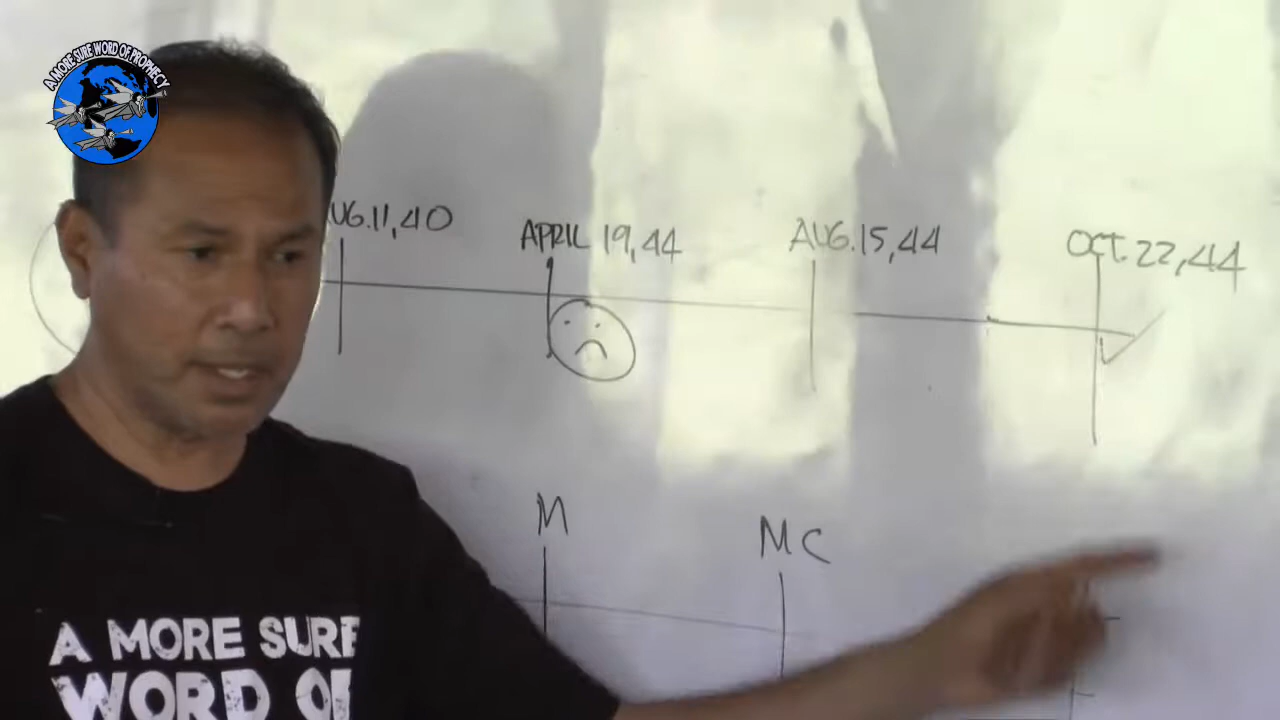 A MORE SURE WORD OF PROPHECY
UG.11,40
APRIL 19,44
AUG.15,44
OCT. 22,44
M
MC
A MORE SURE
WORD OF